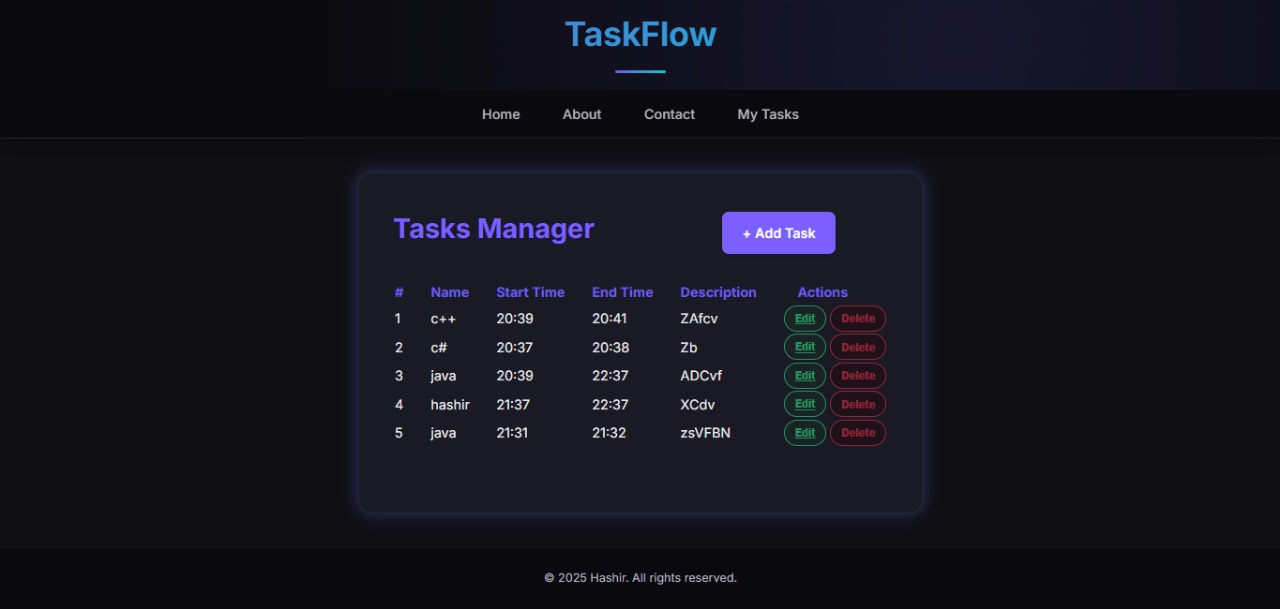 TaskFlow
Home About Contact My Tasks
Tasks Manager + Add Task
# Name Start Time End Time Description Actions
1 c++ 20:39 20:41 ZAfcv Edit Delete
2 c# 20:37 20:38 Zb Edit Delete
3 java 20:39 22:37 ADCvf Edit Delete
4 hashir 21:37 22:37 XCdv Edit Delete
5 java 21:31 21:32 zsVFBN Edit Delete
© 2025 Hashir. All rights reserved.